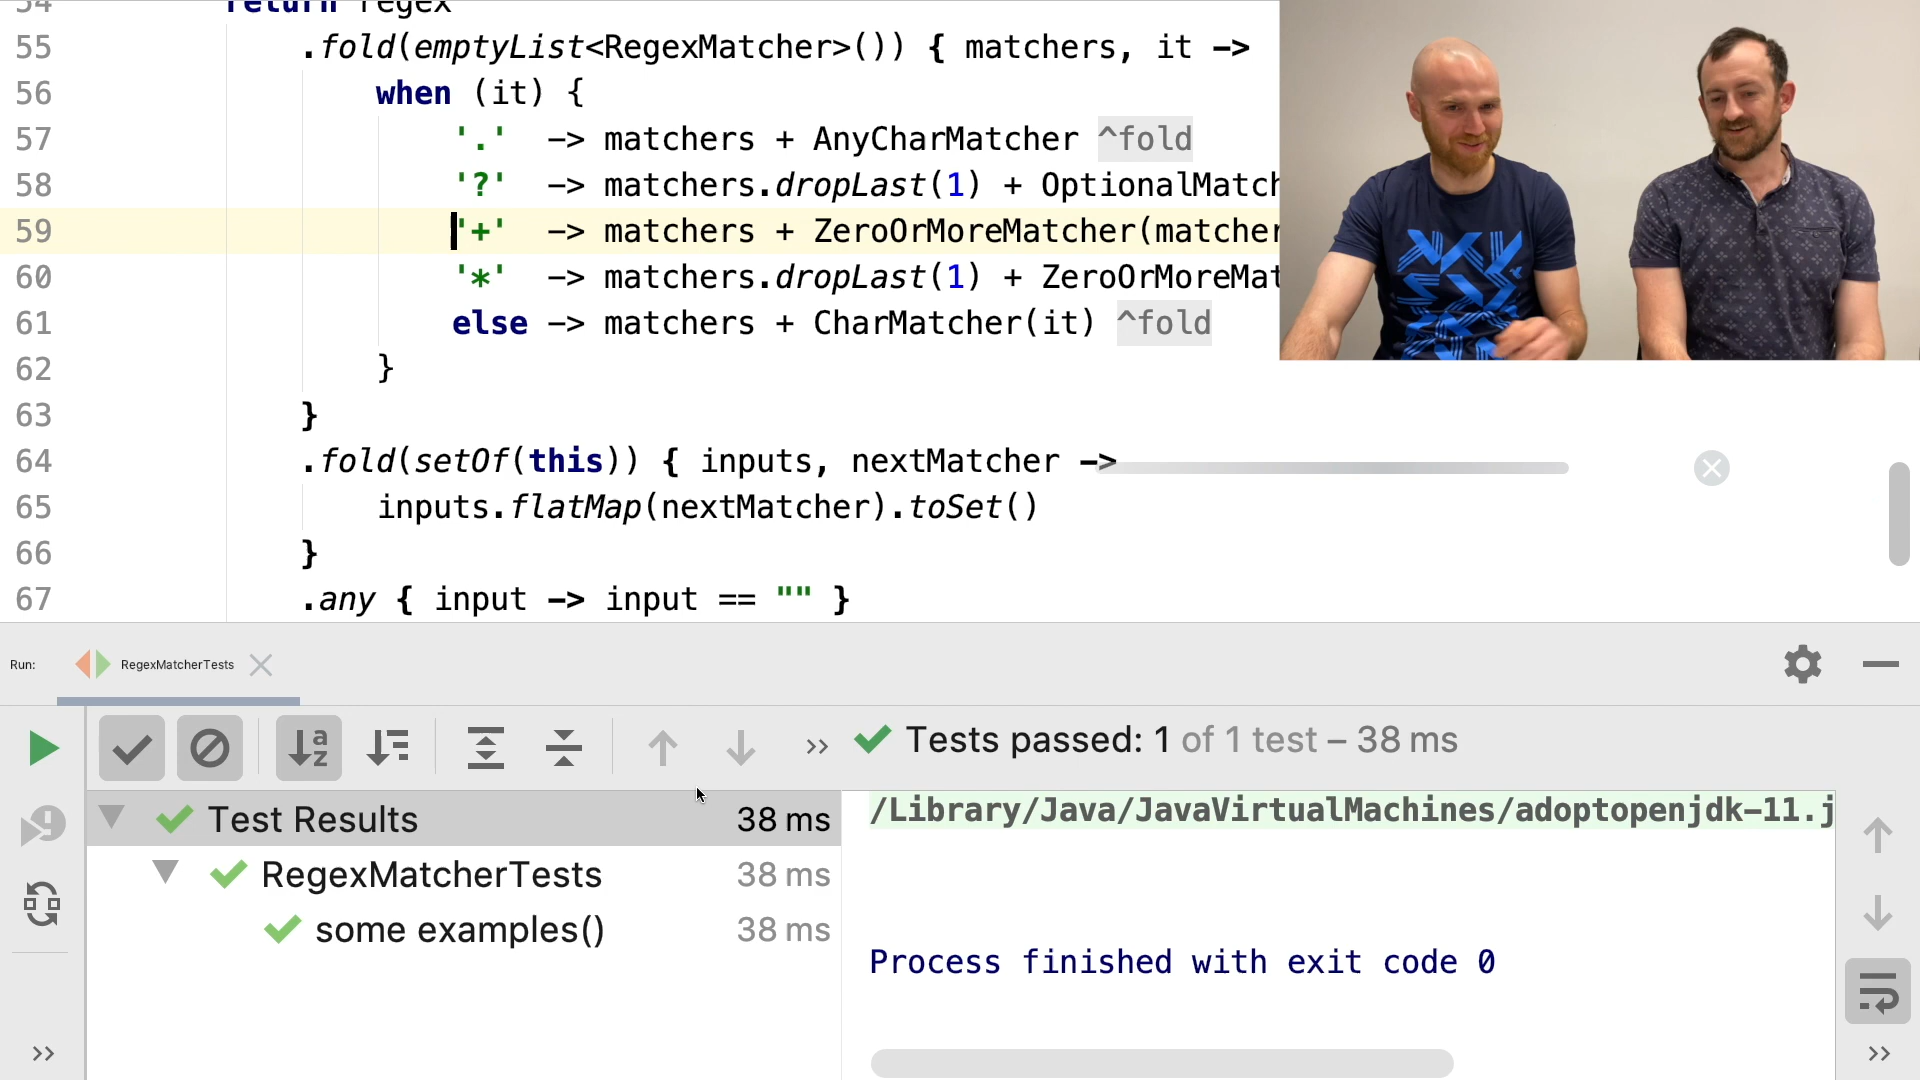 54 return regex
55 .fold(emptyList<RegexMatcher>()) { matchers, it ->
56 when (it) {
57 '.' -> matchers + AnyCharMatcher ^fold
58 '?' -> matchers.dropLast(1) + OptionalMatch
59 '+' -> matchers + ZeroOrMoreMatcher(matcher
60 '*' -> matchers.dropLast(1) + ZeroOrMoreMat
61 else -> matchers + CharMatcher(it) ^fold
62 }
63 }
64 .fold(setOf(this)) { inputs, nextMatcher ->
65 inputs.flatMap(nextMatcher).toSet()
66 }
67 .any { input -> input == "" }
Run: RegexMatcherTests
Tests passed: 1 of 1 test – 38 ms
Test Results 38 ms
RegexMatcherTests 38 ms
some examples() 38 ms
/Library/Java/JavaVirtualMachines/adoptopenjdk-11.j
Process finished with exit code 0